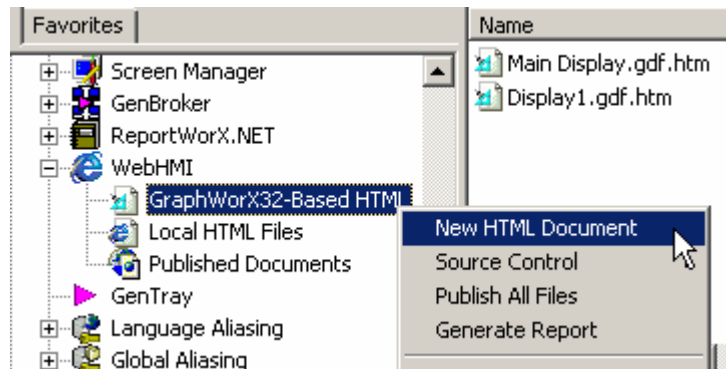 Favorites
Screen Manager
GenBroker
ReportWorX.NET
WebHMI
GraphWorX32-Based HTML
Local HTML Files
Published Documents
GenTray
Language Aliasing
Global Aliasing
Name
Main Display.gdf.htm
Display1.gdf.htm
New HTML Document
Source Control
Publish All Files
Generate Report